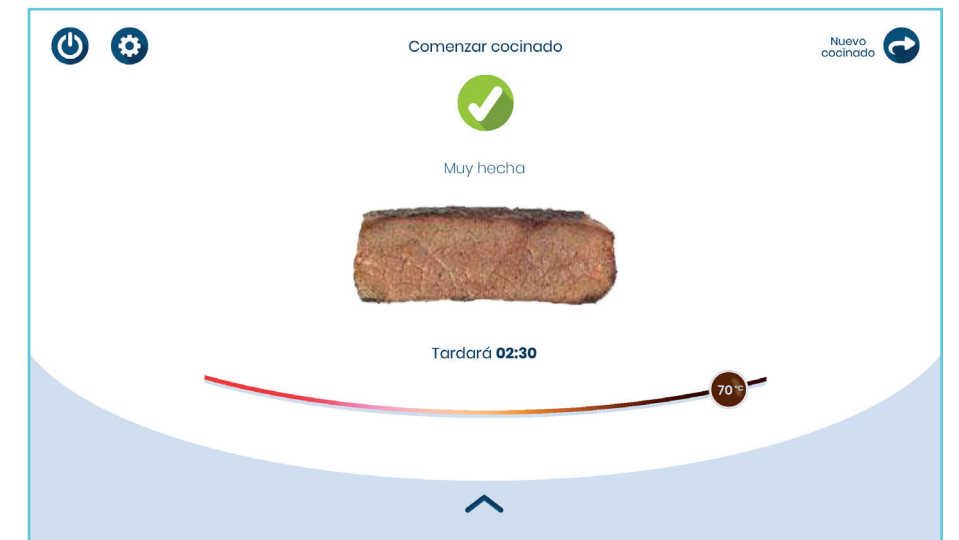 Comenzar cocinado
Nuevo
cocinado
Muy hecha
Tardará 02:30
70 °C